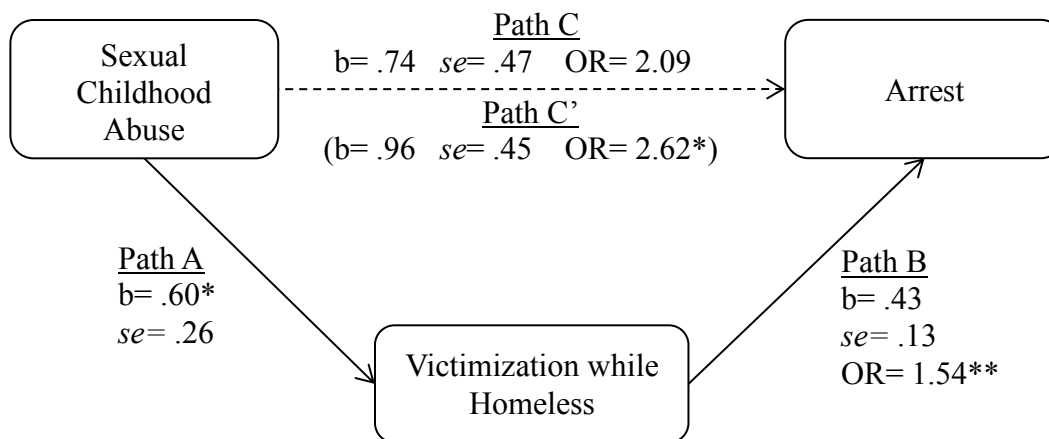 Sexual
Childhood
Abuse
Path C
b= .74 se= .47 OR= 2.09
Path C’
(b= .96 se= .45 OR= 2.62*)
Arrest
Path A
b= .60*
se= .26
Path B
b= .43
se= .13
OR= 1.54**
Victimization while
Homeless